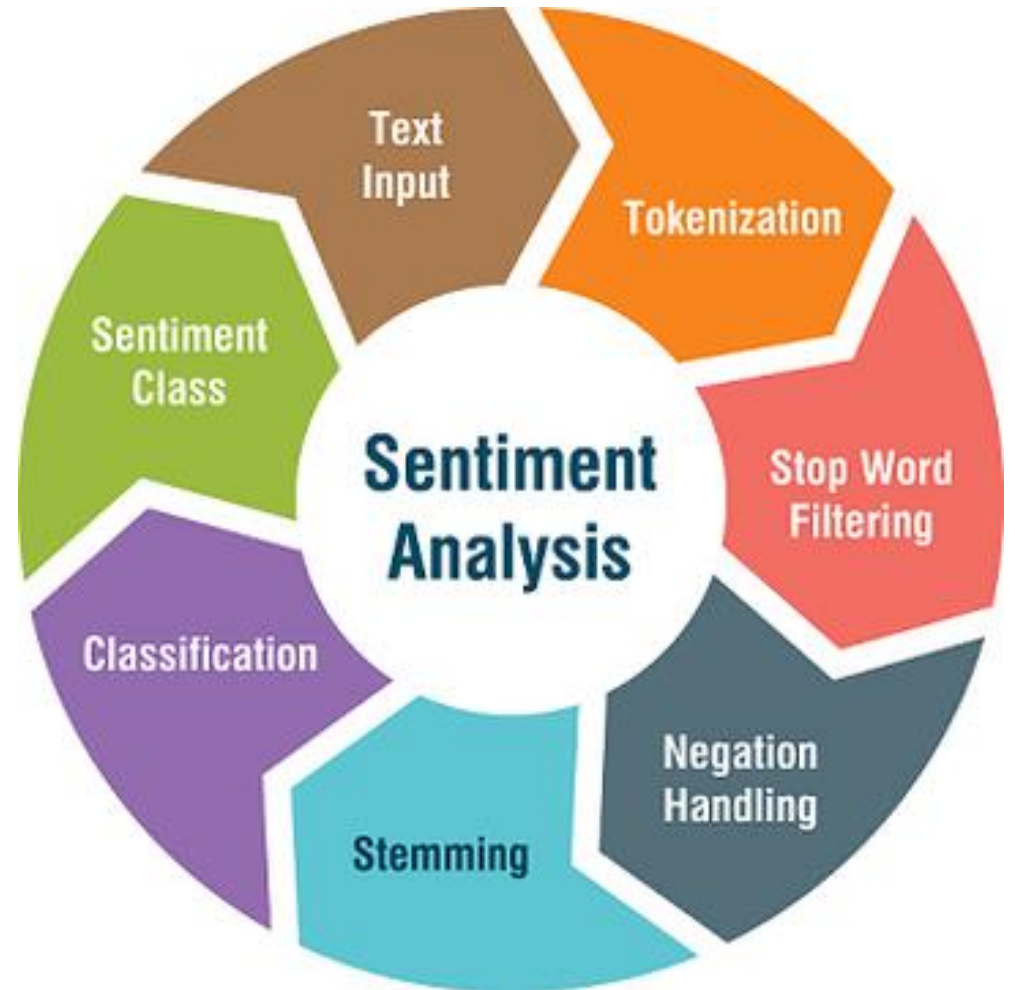 Text
Input
Tokenization
Stop Word
Filtering
Negation
Handling
Stemming
Classification
Sentiment
Class
Sentiment
Analysis